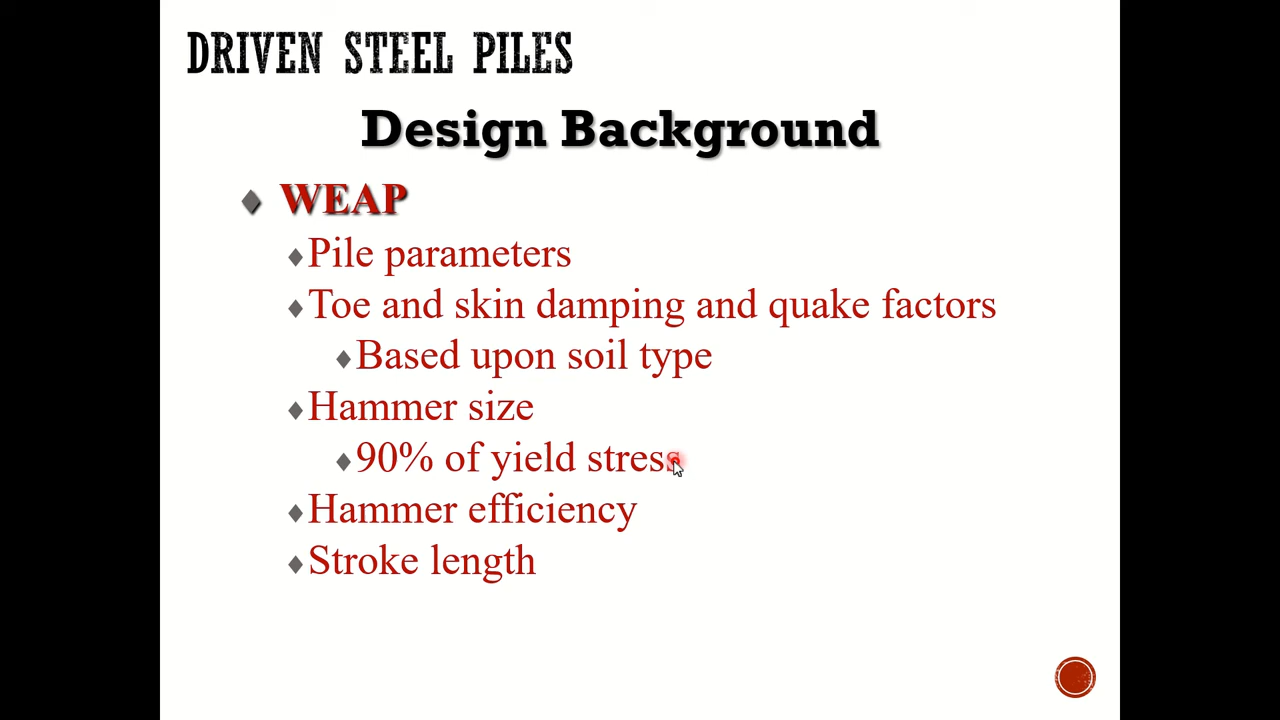 DRIVEN STEEL PILES
Design Background
WEAP
Pile parameters
Toe and skin damping and quake factors
Based upon soil type
Hammer size
90% of yield stress
Hammer efficiency
Stroke length